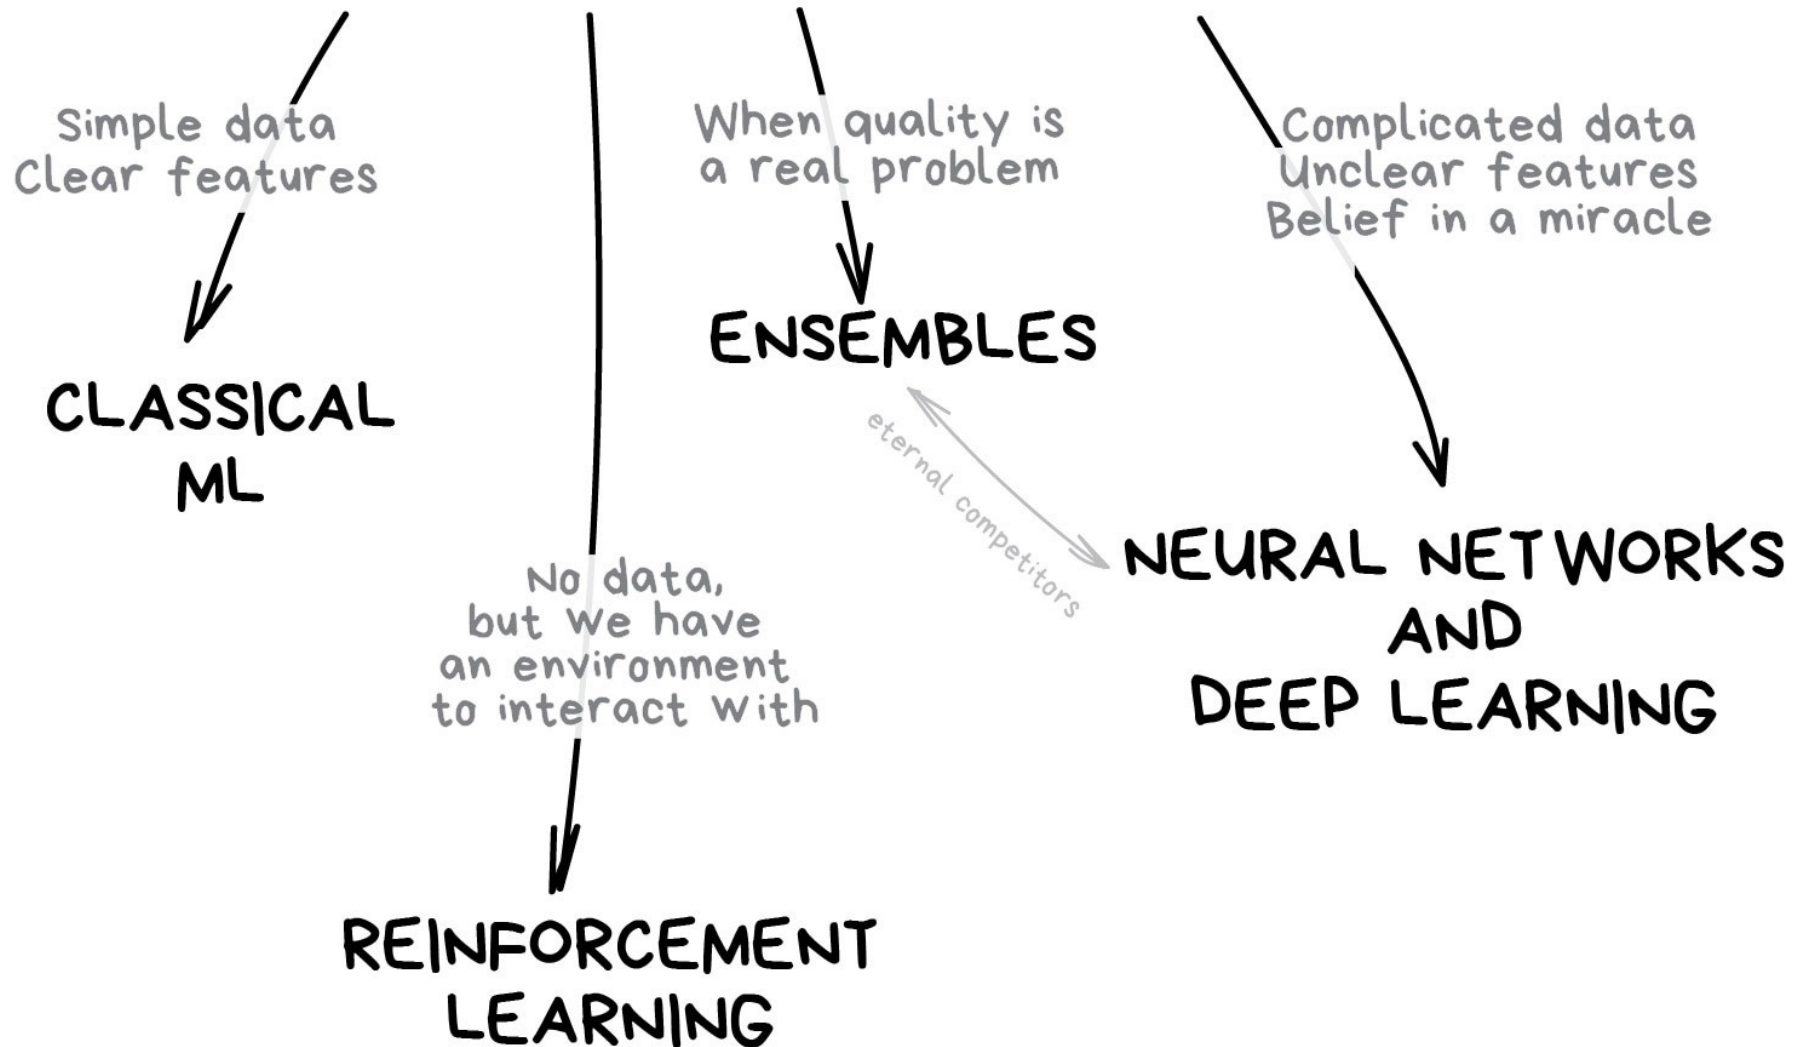 Simple data
Clear features
CLASSICAL
ML
No data,
but we have
an environment
to interact with
REINFORCEMENT
LEARNING
When quality is
a real problem
ENSEMBLES
eternal competitors
Complicated data
Unclear features
Belief in a miracle
NEURAL NETWORKS
AND
DEEP LEARNING